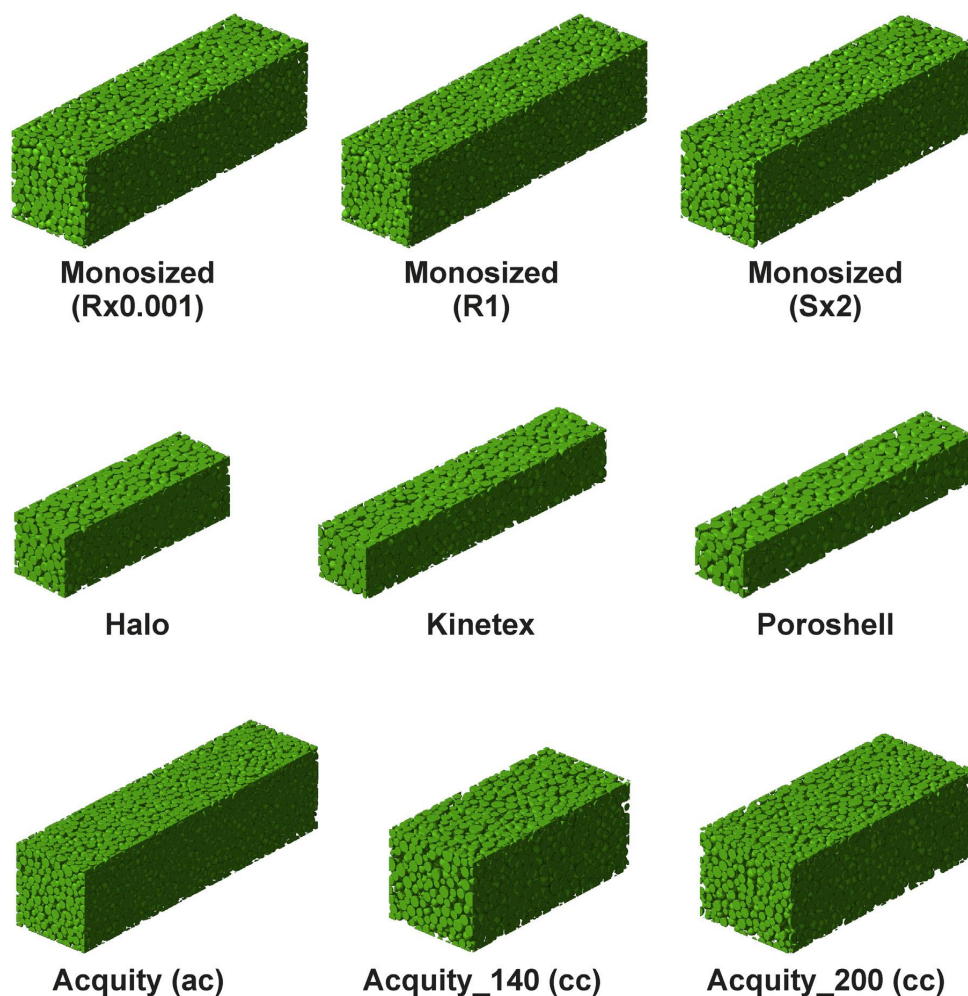 Monosized
(Rx0.001)
Monosized
(R1)
Monosized
(Sx2)
Halo
Kinetex
Poroshell
Acquity (ac)
Acquity_140 (cc)
Acquity_200 (cc)